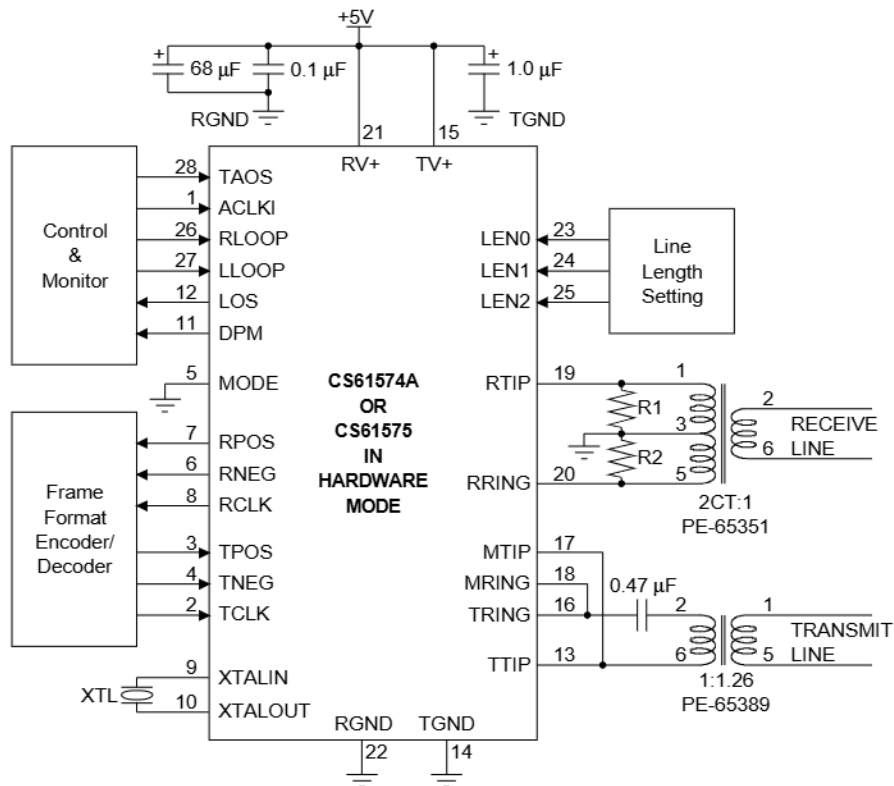 +5V
+
68 µF
0.1 µF
+
1.0 µF
RGND
TGND
21
15
RV+
TV+
Control
&
Monitor
28
TAOS
1
ACLKI
26
RLOOP
27
LLOOP
12
LOS
11
DPM
LEN0
23
LEN1
24
LEN2
25
Line
Length
Setting
5
MODE
CS61574A
OR
CS61575
IN
HARDWARE
MODE
RTIP
19
R1
R2
RRING
20
1
3
5
2
6
RECEIVE
LINE
2CT:1
PE-65351
Frame
Format
Encoder/
Decoder
7
RPOS
6
RNEG
8
RCLK
3
TPOS
4
TNEG
2
TCLK
MTIP
17
MRING
18
TRING
16
TTIP
13
0.47 µF
2
6
1
5
TRANSMIT
LINE
1:1.26
PE-65389
XTL
9
XTALIN
10
XTALOUT
RGND
TGND
22
14